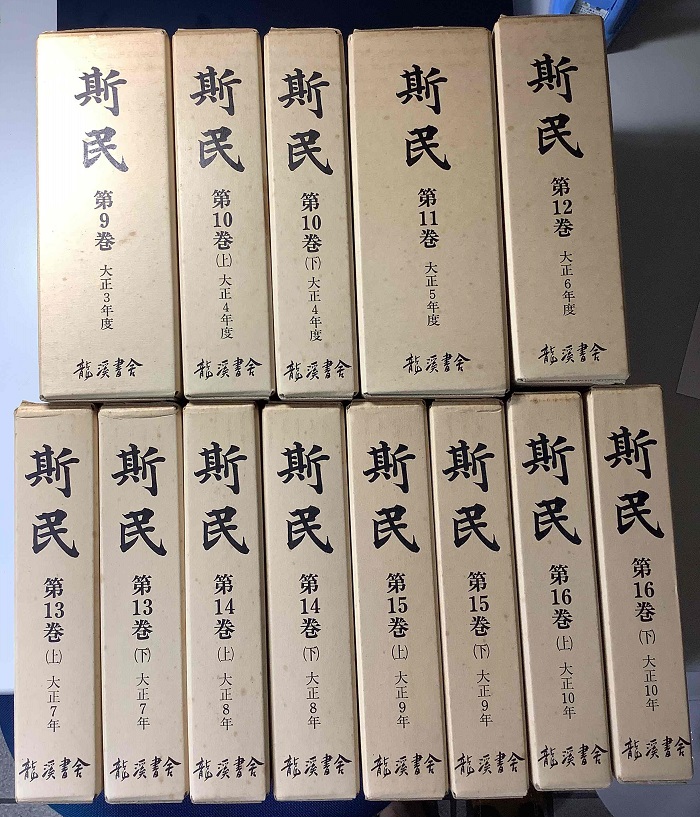 斯民 第9巻 大正3年度 龍溪書舎
斯民 第10巻(上) 大正4年度 龍溪書舎
斯民 第10巻(下) 大正4年度 龍溪書舎
斯民 第11巻 大正5年度 龍溪書舎
斯民 第12巻 大正6年度 龍溪書舎
斯民 第13巻(上) 大正7年 龍溪書舎
斯民 第13巻(下) 大正7年 龍溪書舎
斯民 第14巻(上) 大正8年 龍溪書舎
斯民 第14巻(下) 大正8年 龍溪書舎
斯民 第15巻(上) 大正9年 龍溪書舎
斯民 第15巻(下) 大正9年 龍溪書舎
斯民 第16巻(上) 大正10年 龍溪書舎
斯民 第16巻(下) 大正10年 龍溪書舎